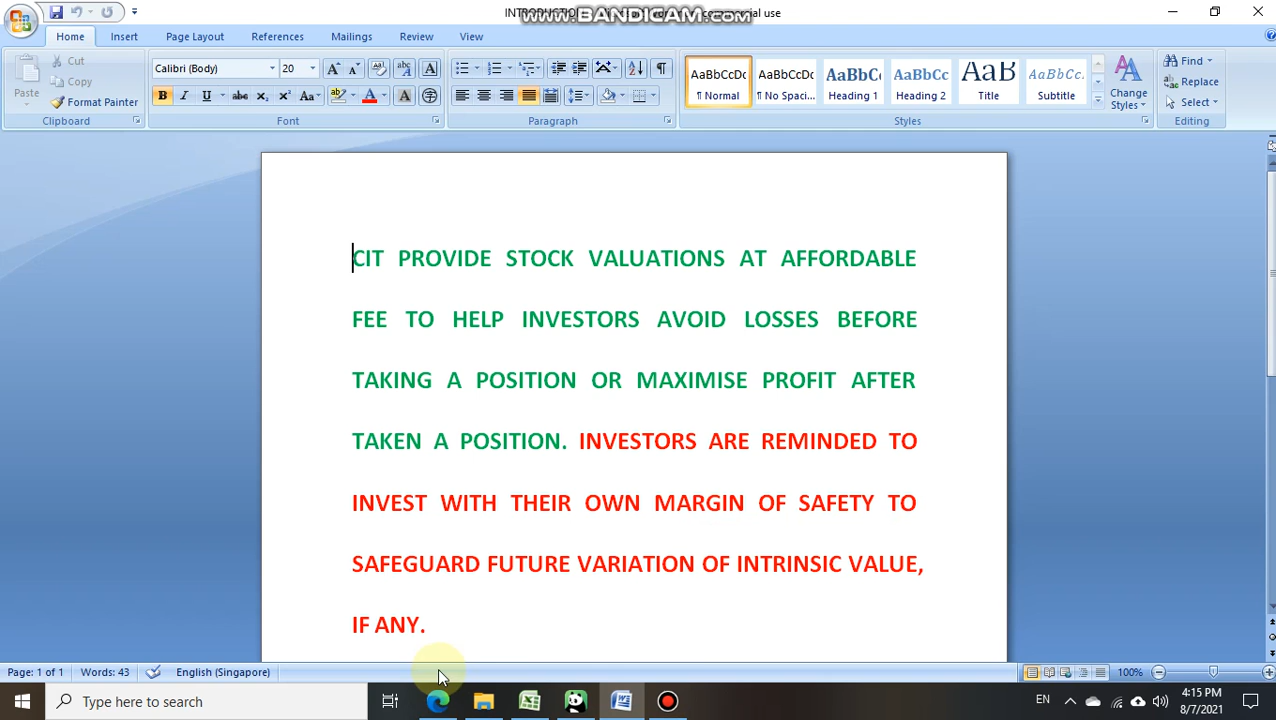 INTRODUCTION
www.BANDICAM.com
commercial use
Home Insert Page Layout References Mailings Review View
Paste
Cut
Copy
Format Painter
Clipboard
Calibri (Body) 20
Font
Paragraph
AaBbCcDc AaBbCcDc AaBbCc AaBbCc AaB AaBbCc.
¶ Normal ¶ No Spaci... Heading 1 Heading 2 Title Subtitle
Change Styles
Styles
Find
Replace
Select
Editing
CIT PROVIDE STOCK VALUATIONS AT AFFORDABLE
FEE TO HELP INVESTORS AVOID LOSSES BEFORE
TAKING A POSITION OR MAXIMISE PROFIT AFTER
TAKEN A POSITION. INVESTORS ARE REMINDED TO
INVEST WITH THEIR OWN MARGIN OF SAFETY TO
SAFEGUARD FUTURE VARIATION OF INTRINSIC VALUE,
IF ANY.
Page: 1 of 1 Words: 43 English (Singapore) 100%
Type here to search
EN
4:15 PM
8/7/2021